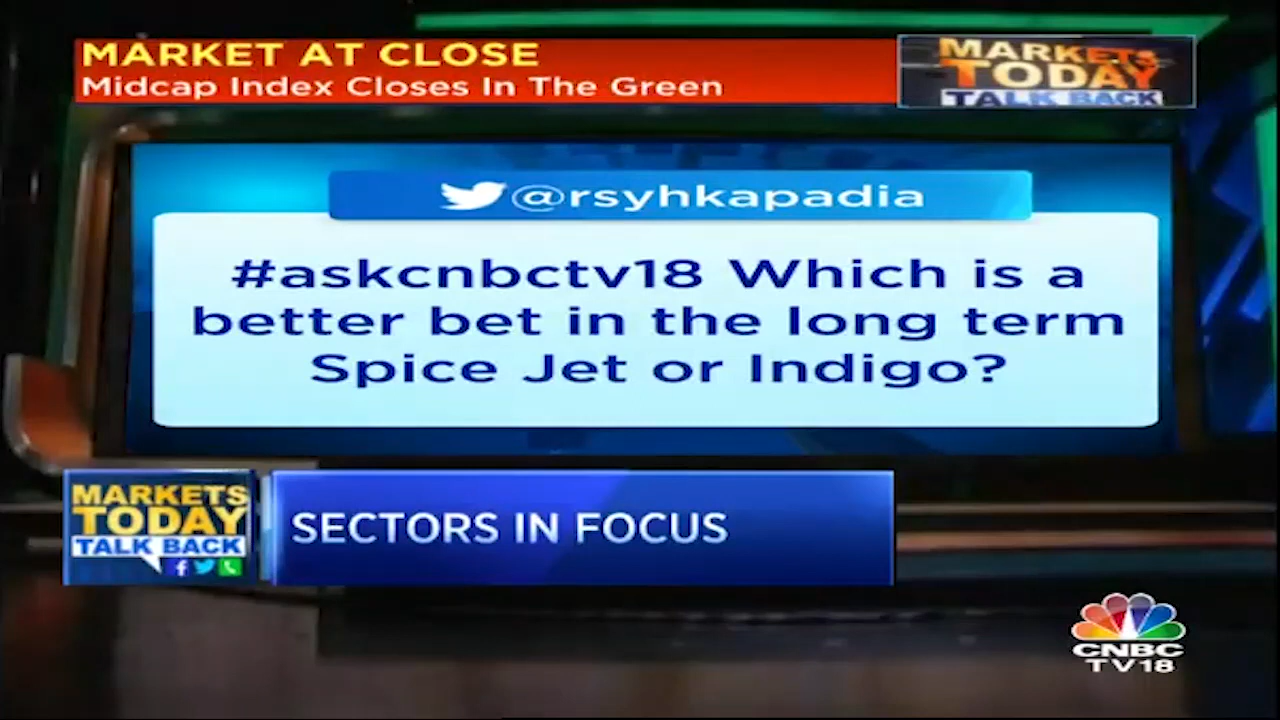 MARKET AT CLOSE
Midcap Index Closes In The Green
MARKETS
TODAY
TALK BACK
@rsyhkapadia
#askcnbctv18 Which is a
better bet in the long term
Spice Jet or Indigo?
MARKETS
TODAY
TALK BACK
SECTORS IN FOCUS
CNBC
TV18